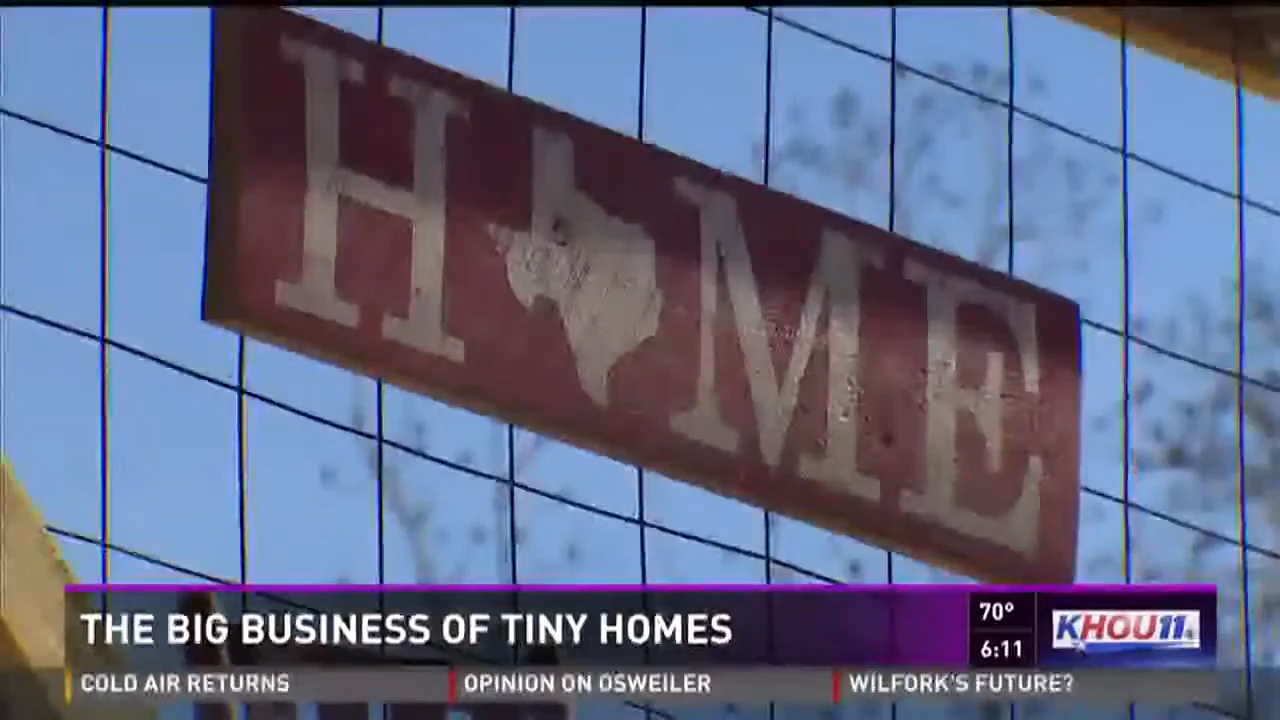 H ME
THE BIG BUSINESS OF TINY HOMES
70°
6:11
KHOU11
COLD AIR RETURNS
OPINION ON OSWEILER
WILFORK'S FUTURE?